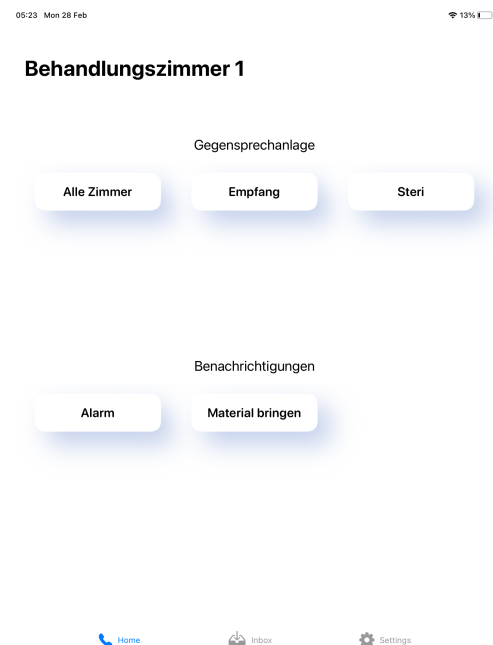 05:23 Mon 28 Feb 13%
Behandlungszimmer 1
Gegensprechanlage
Alle Zimmer Empfang Steri
Benachrichtigungen
Alarm Material bringen
Home Inbox Settings